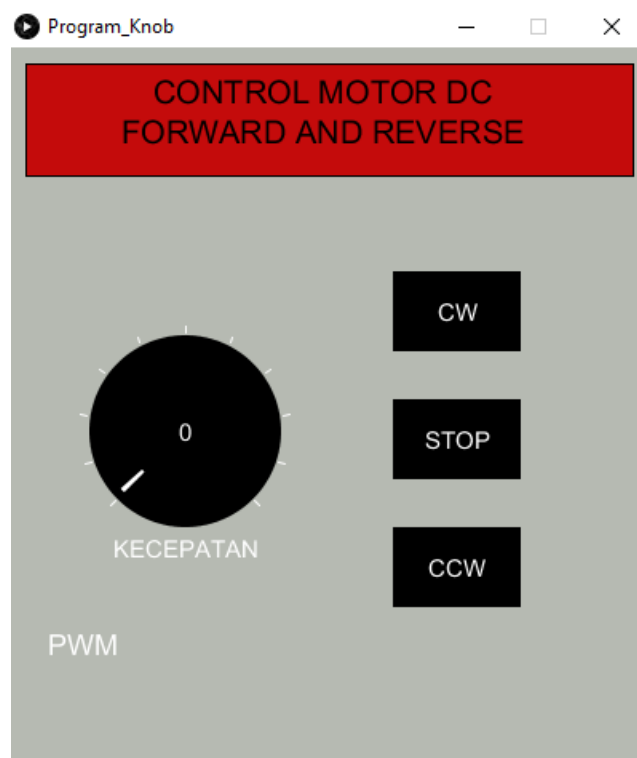 Program_Knob
CONTROL MOTOR DC
FORWARD AND REVERSE
CW
0
STOP
KECEPATAN
CCW
PWM